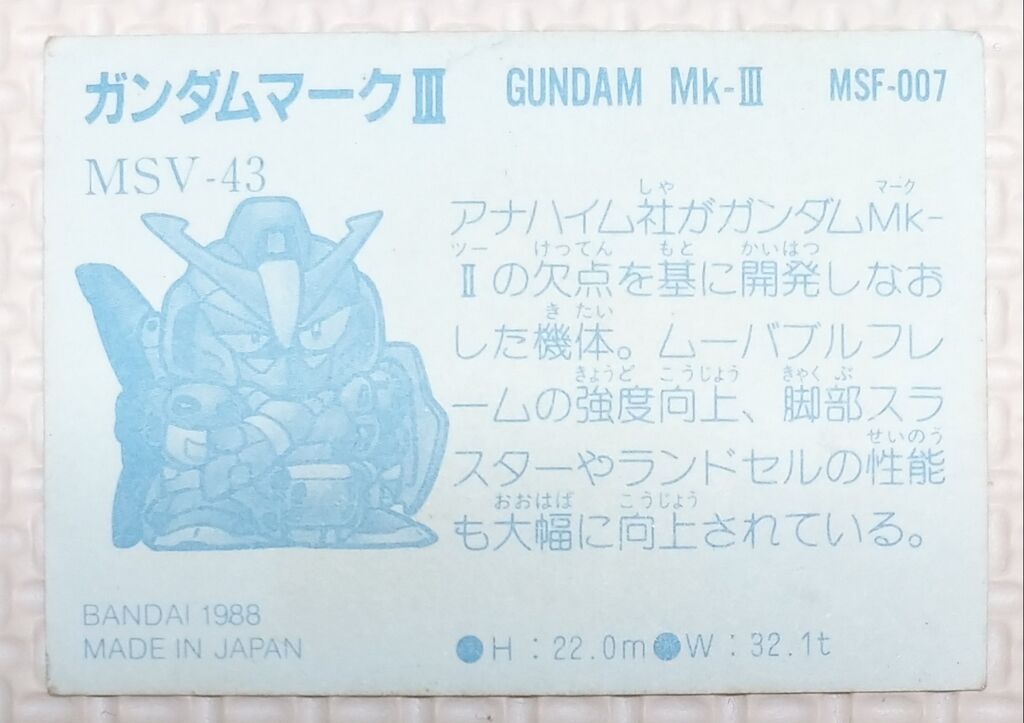 ガンダムマークⅢ GUNDAM Mk-Ⅲ MSF-007
MSV-43
しゃ マーク
アナハイム社がガンダムMk-
ツー けってん もと かいはつ
Ⅱの欠点を基に開発しなお
き たい
した機体。ムーバブルフレ
きょうど こうじょう きゃく ぶ
ームの強度向上、脚部スラ
せいのう
スターやランドセルの性能
おおはば こうじょう
も大幅に向上されている。
BANDAI 1988
MADE IN JAPAN
●H：22.0m●W：32.1t